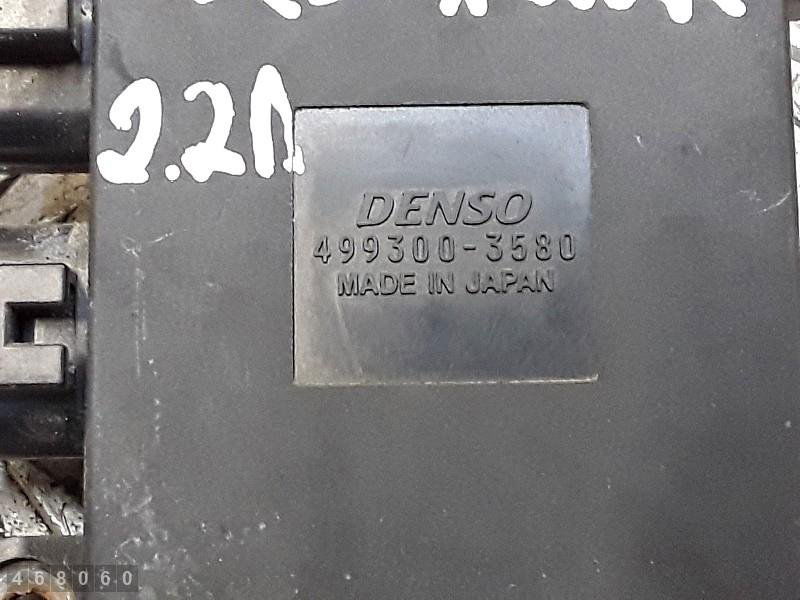 2.2D
DENSO
499300-3580
MADE IN JAPAN
468060